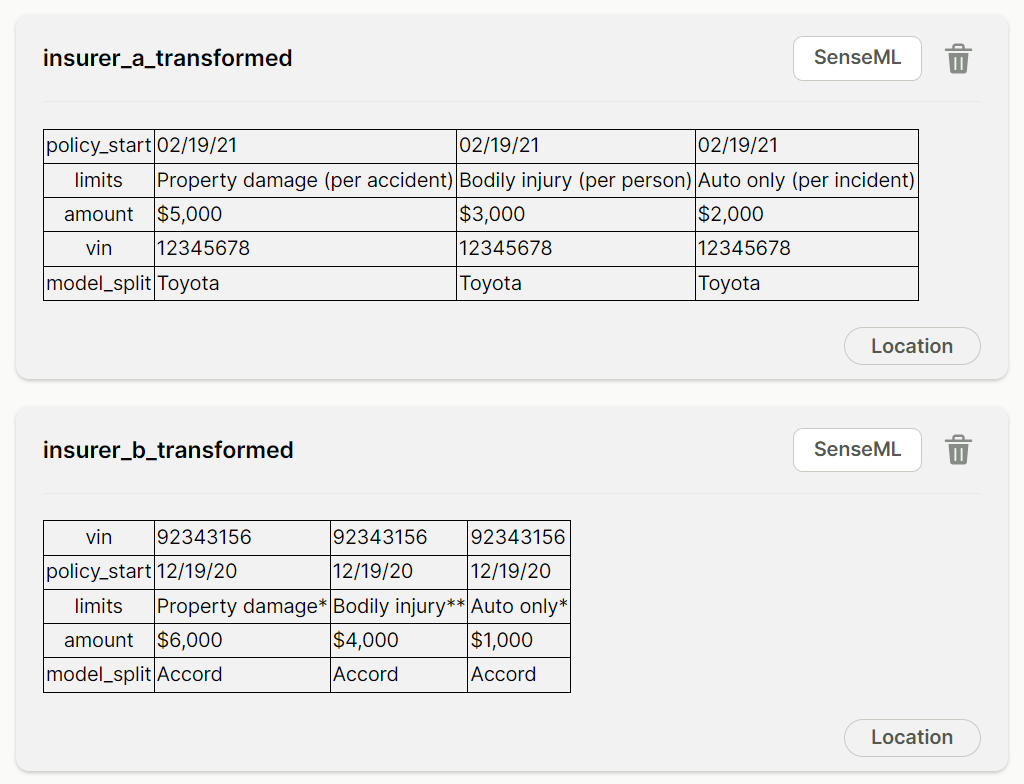 insurer_a_transformed SenseML
policy_start 02/19/21 02/19/21 02/19/21
limits Property damage (per accident) Bodily injury (per person) Auto only (per incident)
amount $5,000 $3,000 $2,000
vin 12345678 12345678 12345678
model_split Toyota Toyota Toyota
Location
insurer_b_transformed SenseML
vin 92343156 92343156 92343156
policy_start 12/19/20 12/19/20 12/19/20
limits Property damage* Bodily injury** Auto only*
amount $6,000 $4,000 $1,000
model_split Accord Accord Accord
Location